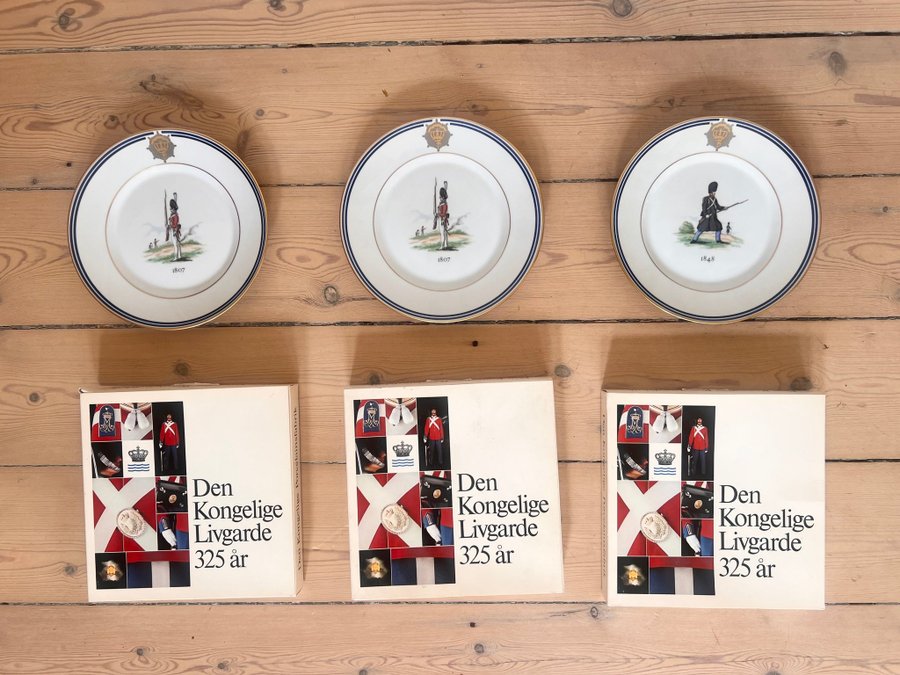 1807
1807
1848
Den
Kongelige
Livgarde
325 år
Den
Kongelige
Livgarde
325 år
Den
Kongelige
Livgarde
325 år